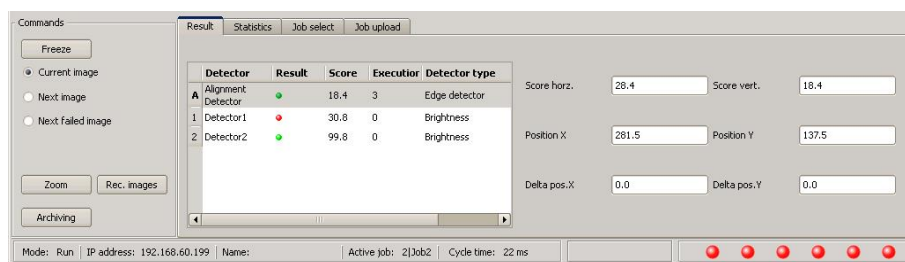 Commands
Freeze
Current image
Next image
Next failed image
Zoom Rec. images
Archiving
Result Statistics Job select Job upload
Detector Result Score Execution Detector type
A Alignment Detector 18.4 3 Edge detector
1 Detector1 30.8 0 Brightness
2 Detector2 99.8 0 Brightness
Score horz. 28.4 Score vert. 18.4
Position X 281.5 Position Y 137.5
Delta pos.X 0.0 Delta pos.Y 0.0
Mode: Run IP address: 192.168.60.199 Name: Active job: 2|Job2 Cycle time: 22 ms